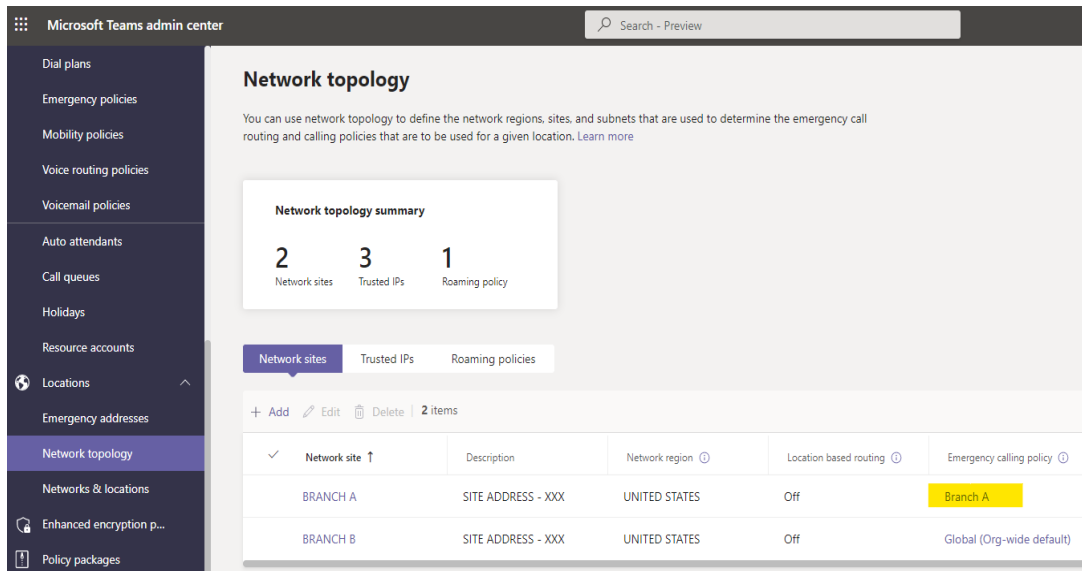 Microsoft Teams admin center
Search - Preview
Dial plans
Emergency policies
Mobility policies
Voice routing policies
Voicemail policies
Auto attendants
Call queues
Holidays
Resource accounts
Locations
Emergency addresses
Network topology
Networks & locations
Enhanced encryption p...
Policy packages
Network topology
You can use network topology to define the network regions, sites, and subnets that are used to determine the emergency call
routing and calling policies that are to be used for a given location. Learn more
Network topology summary
2 3 1
Network sites Trusted IPs Roaming policy
Network sites Trusted IPs Roaming policies
+ Add Edit Delete | 2 items
Network site ↑ Description Network region Location based routing Emergency calling policy
BRANCH A SITE ADDRESS - XXX UNITED STATES Off Branch A
BRANCH B SITE ADDRESS - XXX UNITED STATES Off Global (Org-wide default)